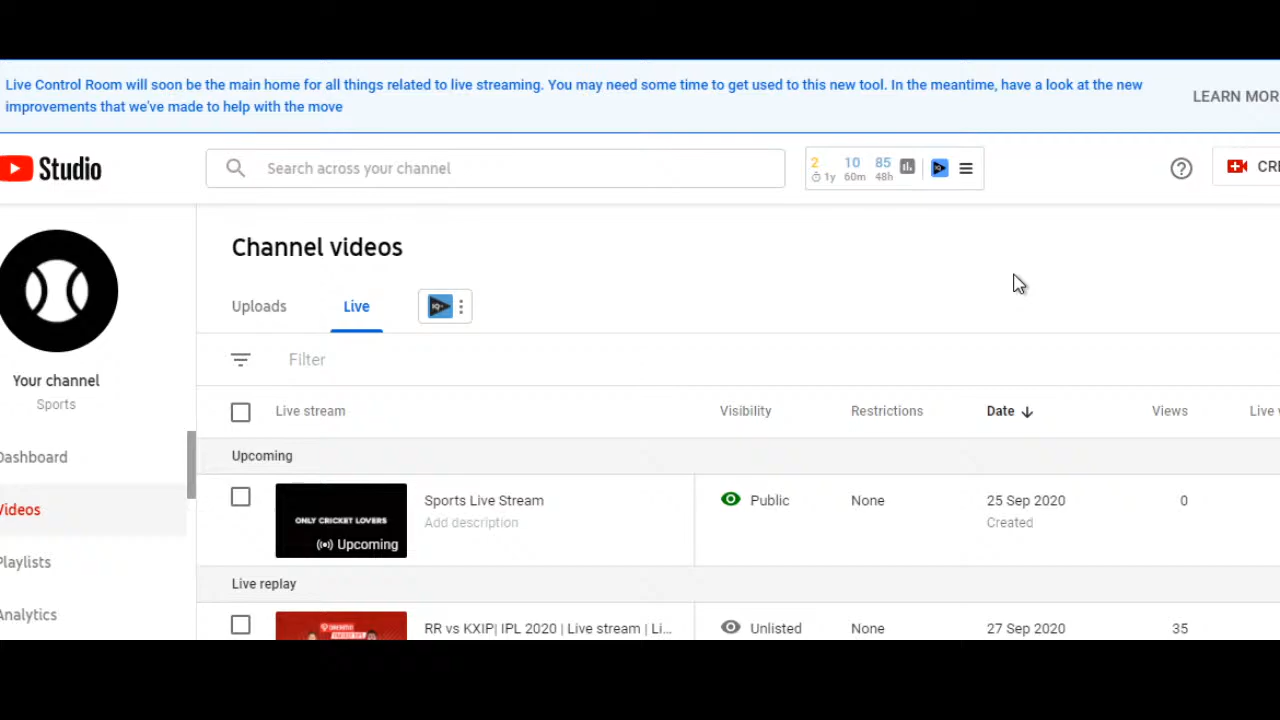 Live Control Room will soon be the main home for all things related to live streaming. You may need some time to get used to this new tool. In the meantime, have a look at the new
improvements that we've made to help with the move
LEARN MOR
Studio
Search across your channel
2 10 85
1y 60m 48h
CRE
Channel videos
Uploads Live
Filter
Your channel
Sports
Live stream Visibility Restrictions Date Views Live
Dashboard
Upcoming
Videos
ONLY CRICKET LOVERS
Upcoming
Sports Live Stream Public None 25 Sep 2020 0
Add description Created
Playlists
Live replay
Analytics
RR vs KXIP| IPL 2020 | Live stream | Li... Unlisted None 27 Sep 2020 35